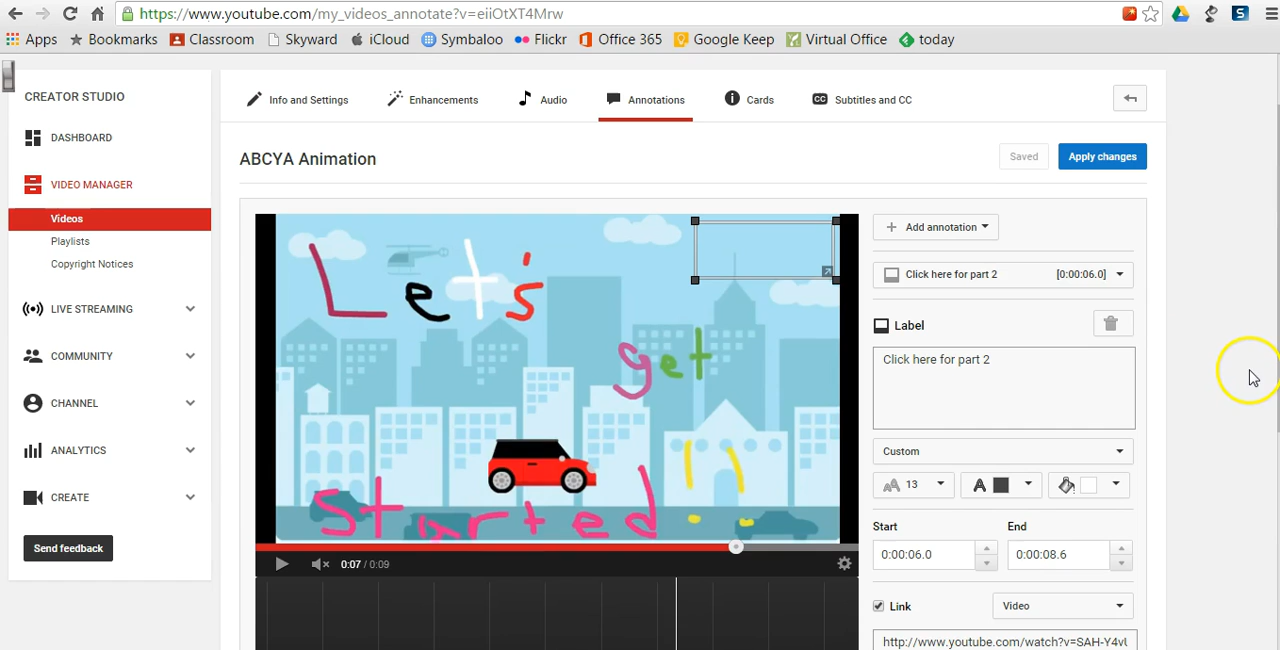 https://www.youtube.com/my_videos_annotate?v=eiiOtXT4Mrw
Apps Bookmarks Classroom Skyward iCloud Symbaloo Flickr Office 365 Google Keep Virtual Office today
CREATOR STUDIO
DASHBOARD
VIDEO MANAGER
Videos
Playlists
Copyright Notices
LIVE STREAMING
COMMUNITY
CHANNEL
ANALYTICS
CREATE
Send feedback
Info and Settings Enhancements Audio Annotations Cards CC Subtitles and CC
ABCYA Animation
Saved Apply changes
Let's
get
started
!!
0:07 / 0:09
+ Add annotation
Click here for part 2 [0:00:06.0]
Label
Click here for part 2
Custom
AA 13 A
Start End
0:00:06.0 0:00:08.6
Link Video
http://www.youtube.com/watch?v=SAH-Y4vU